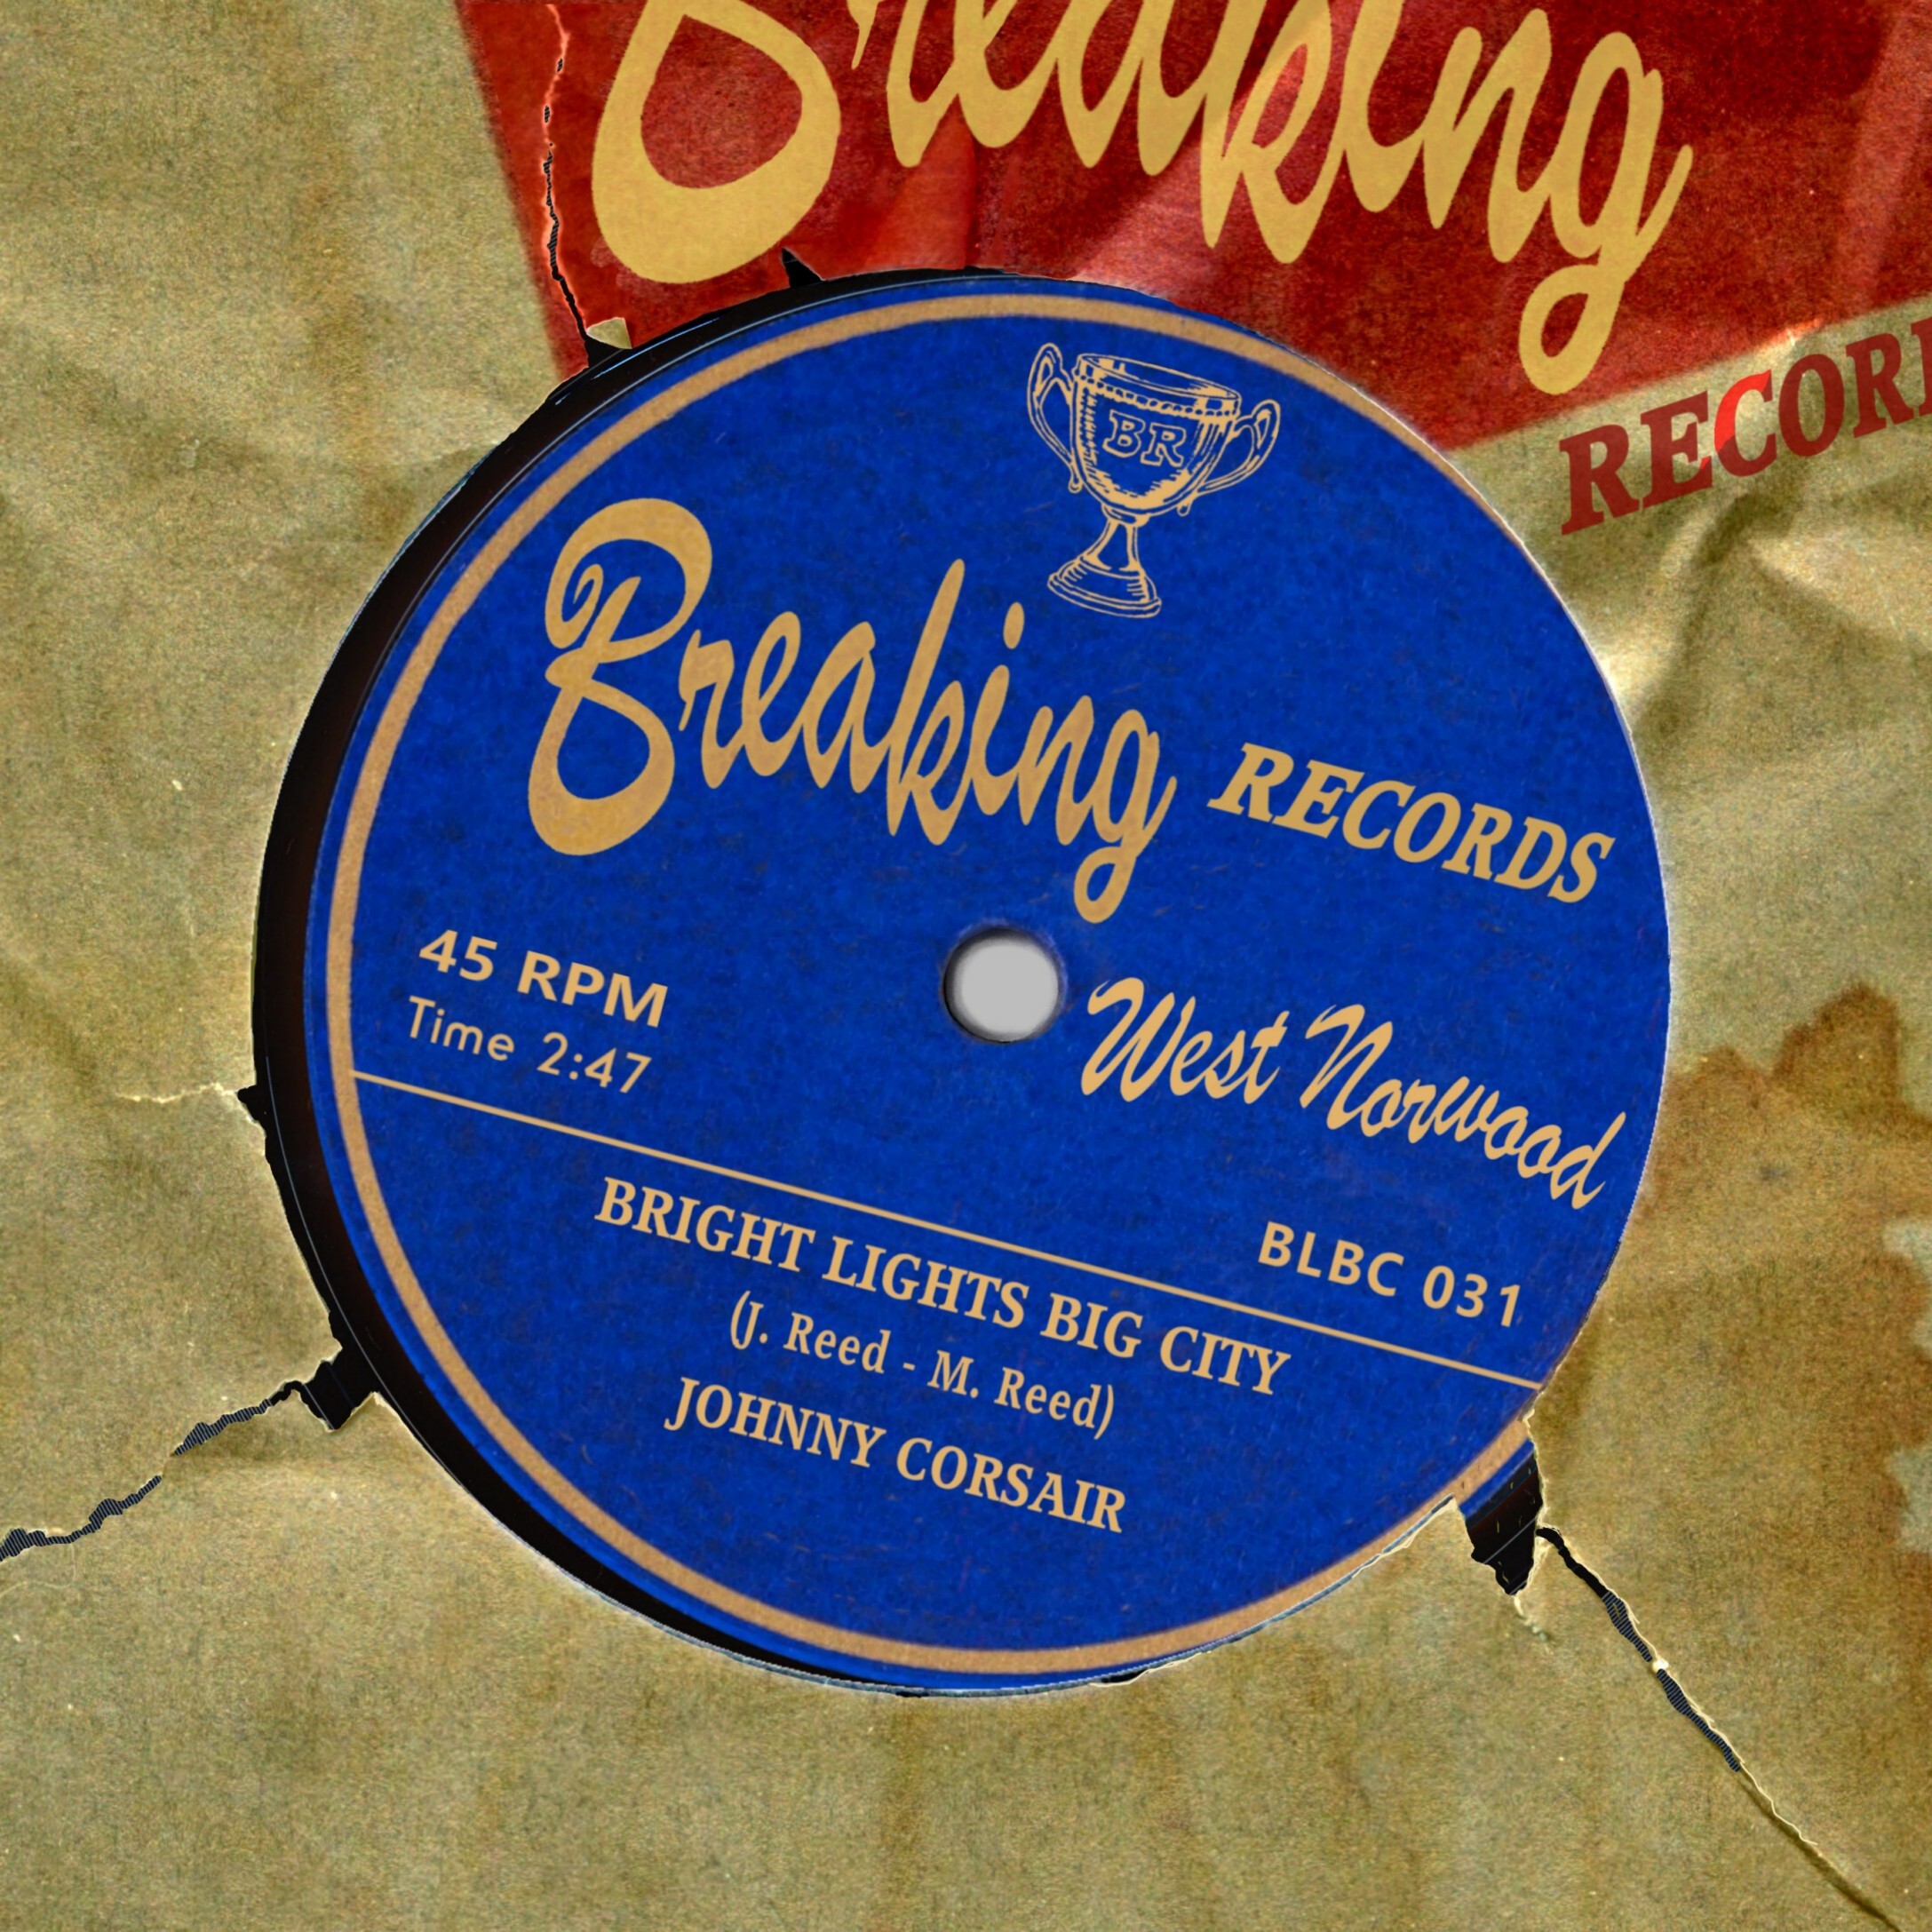 Breaking
RECOR
BR
Breaking RECORDS
45 RPM
Time 2:47
West Norwood
BLBC 031
BRIGHT LIGHTS BIG CITY
(J. Reed - M. Reed)
JOHNNY CORSAIR